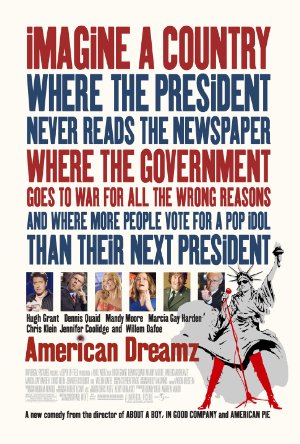 iMAGiNE A COUNTRY
WHERE THE PRESiDENT
NEVER READS THE NEWSPAPER
WHERE THE GOVERNMENT
GOES TO WAR FOR ALL THE WRONG REASONS
AND WHERE MORE PEOPLE VOTE FOR A POP iDOL
THAN THEiR NEXT PRESiDENT
Hugh Grant Dennis Quaid Mandy Moore Marcia Gay Harden
Chris Klein Jennifer Coolidge and Willem Dafoe
American Dreamz
A new comedy from the director of ABOUT A BOY, IN GOOD COMPANY and AMERICAN PIE